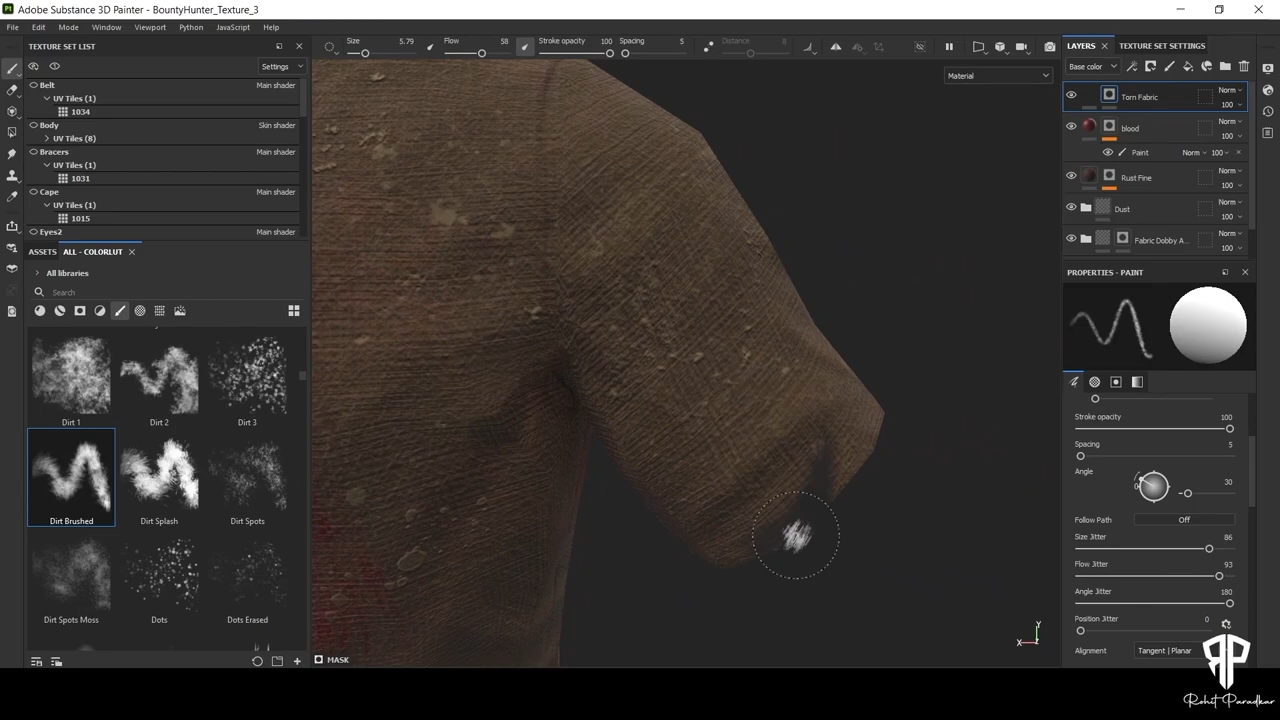 Pt Adobe Substance 3D Painter - BountyHunter_Texture_3
File Edit Mode Window Viewport Python JavaScript Help
TEXTURE SET LIST
Size 5.79 Flow 58 Stroke opacity 100 Spacing 5 Distance 8
LAYERS TEXTURE SET SETTINGS
Settings
Material
Base color
Belt Main shader
UV Tiles (1)
1034
Body Skin shader
UV Tiles (8)
Bracers Main shader
UV Tiles (1)
1031
Cape Main shader
UV Tiles (1)
1015
Eyes2 Main shader
Torn Fabric Norm 100
blood Norm 100
Paint Norm 100
Rust Fine Norm 100
Dust Norm 100
Fabric Dobby A... Norm 100
ASSETS ALL - COLORLUT
All libraries
Search
Dirt 1 Dirt 2 Dirt 3
Dirt Brushed Dirt Splash Dirt Spots
Dirt Spots Moss Dots Dots Erased
PROPERTIES - PAINT
Stroke opacity 100
Spacing 5
Angle 30
Follow Path Off
Size Jitter 86
Flow Jitter 93
Angle Jitter 180
Position Jitter 0
Alignment Tangent | Planar
MASK
Y
X
RP
Rohit Paradkar